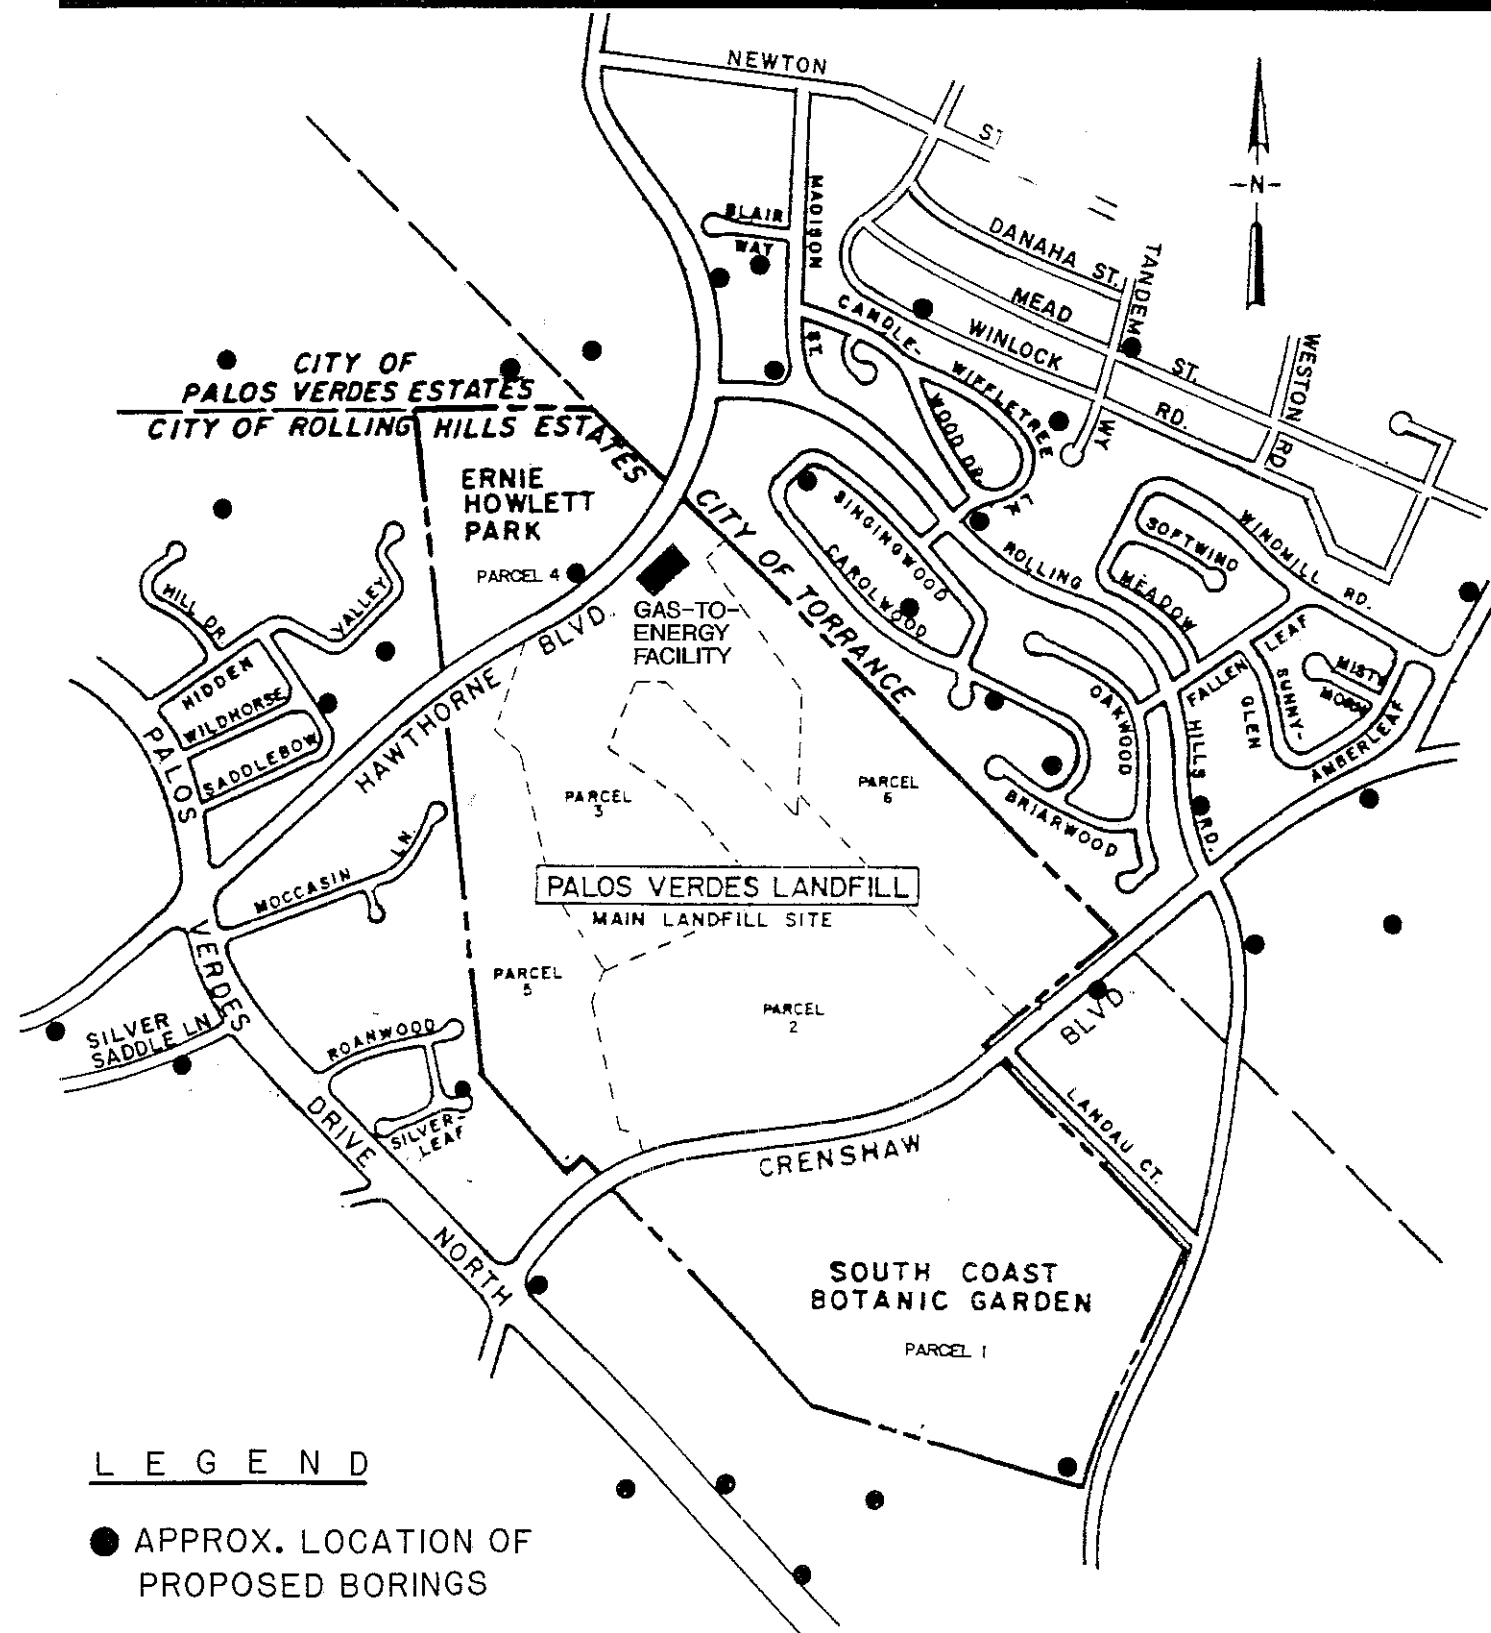 NEWTON
ST
-N-
BLAIR
WAY
MADISON
ST.
DANAHA ST.
MEAD
ST.
TANDEM
WY
WINLOCK
RD.
WESTON
RD
CANDLE-
WOOD DR.
WIFFLETREE
LN
CITY OF
PALOS VERDES ESTATES
CITY OF ROLLING HILLS ESTATES
ERNIE
HOWLETT
PARK
PARCEL 4
CITY OF TORRANCE
SINGINGWOOD
CAROLWOOD
ROLLING
HILLS
RD.
SOFTWIND
MEADOW
WINDMILL RD.
FALLEN LEAF
SUNNY-
GLEN
MISTY
MORN
AMBERLEAF
OAKWOOD
BRIARWOOD
GAS-TO-
ENERGY
FACILITY
HAWTHORNE BLVD.
HIDDEN
VALLEY
HILL DR.
WILDHORSE
SADDLEBOW
PALOS
VERDES
DRIVE
NORTH
MOCCASIN LN.
PARCEL
3
PARCEL
6
PALOS VERDES LANDFILL
MAIN LANDFILL SITE
PARCEL
5
PARCEL
2
SILVER
SADDLE LN
ROANWOOD
SILVER-
LEAF
CRENSHAW
BLVD.
LANDAU CT.
SOUTH COAST
BOTANIC GARDEN
PARCEL 1
LEGEND
APPROX. LOCATION OF
PROPOSED BORINGS